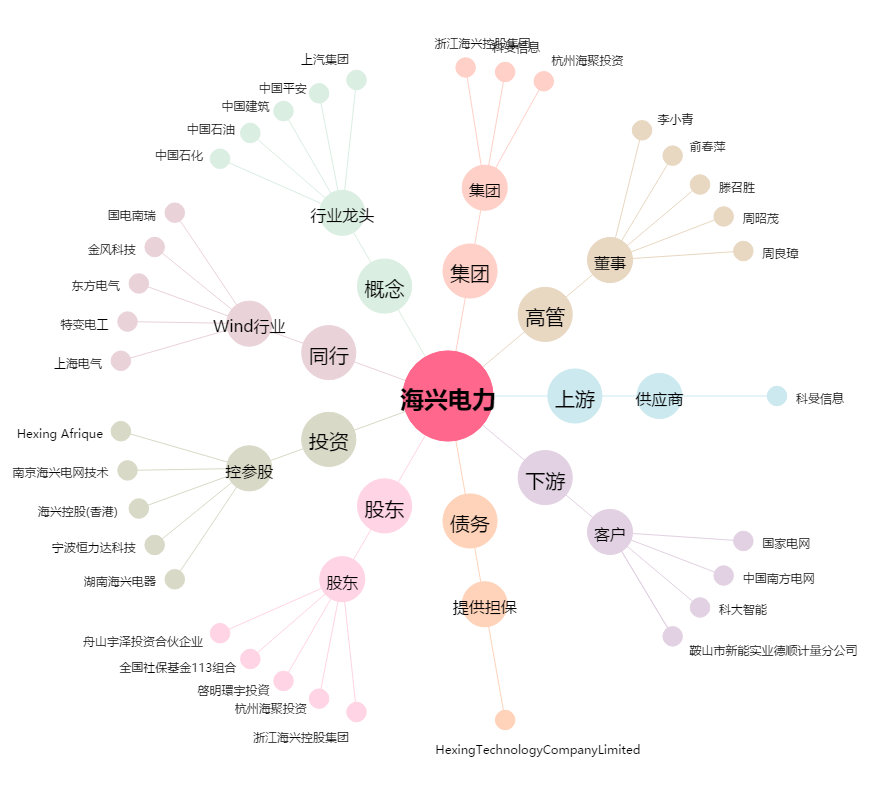 浙江海兴控股集团
科曼信息
杭州海聚投资
上汽集团
中国平安
中国建筑
中国石油
中国石化
李小青
俞春萍
滕召胜
周昭茂
周良璋
集团
行业龙头
董事
国电南瑞
金风科技
东方电气
特变电工
上海电气
集团
概念
高管
Wind行业
同行
海兴电力
上游
供应商
科曼信息
Hexing Afrique
南京海兴电网技术
海兴控股(香港)
宁波恒力达科技
湖南海兴电器
控参股
投资
股东
债务
下游
客户
国家电网
中国南方电网
科大智能
鞍山市新能实业德顺计量分公司
股东
提供担保
舟山宇泽投资合伙企业
全国社保基金113组合
啓明環宇投資
杭州海聚投资
浙江海兴控股集团
HexingTechnologyCompanyLimited